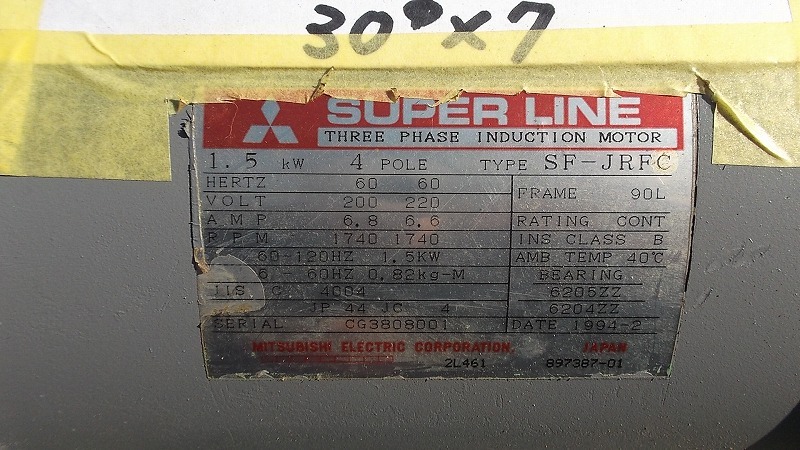 30 × 7
SUPER LINE
THREE PHASE INDUCTION MOTOR
1.5 kW 4 POLE TYPE SF-JRFC
HERTZ 60 60
VOLT 200 220
AMP 6.8 6.6
RPM 1740 1740
60-120HZ 1.5KW
6 - 60HZ 0.82kg-M
JIS C 4004
JP 44 JC 4
SERIAL CG3808001
FRAME 90L
RATING CONT
INS CLASS B
AMB TEMP 40℃
BEARING
6205ZZ
6204ZZ
DATE 1994-2
MITSUBISHI ELECTRIC CORPORATION. JAPAN
2L461 897387-01